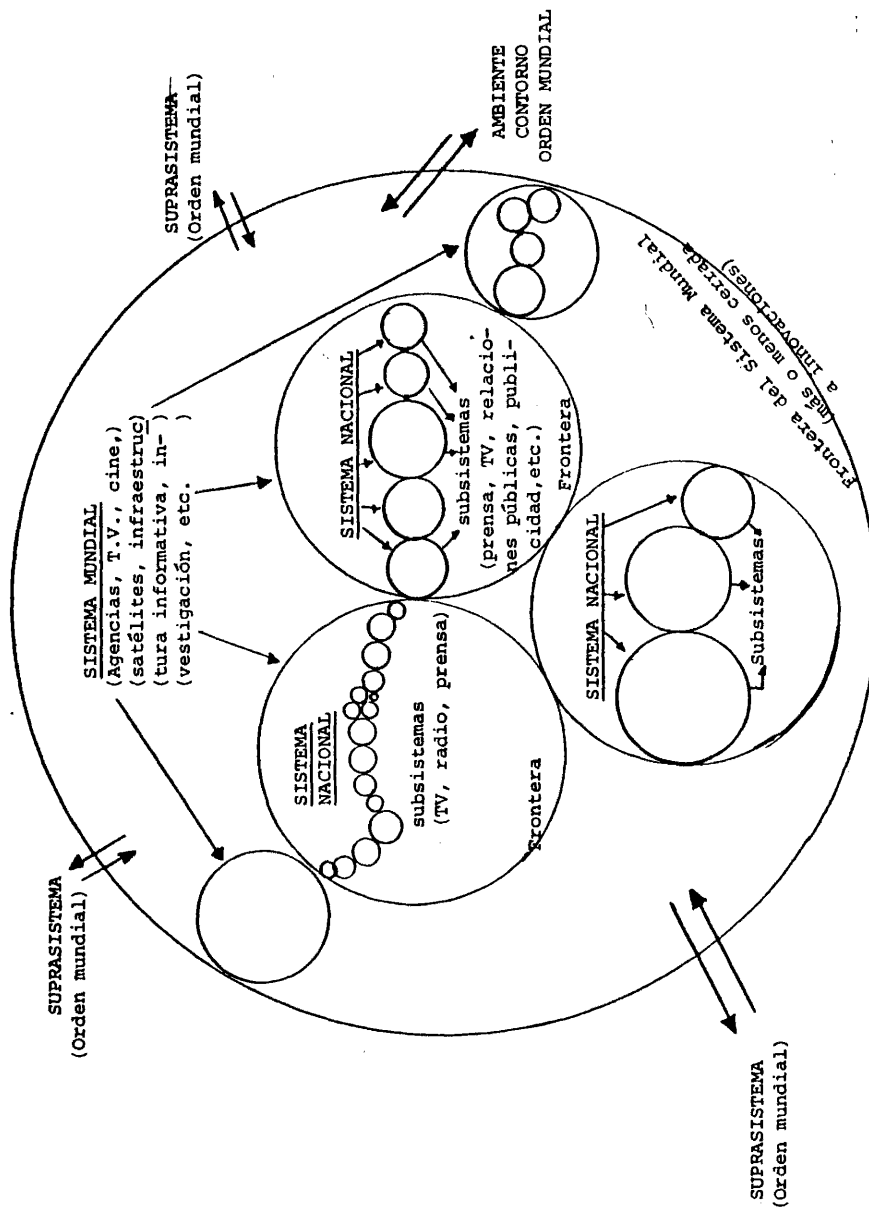 SUPRASISTEMA
(Orden mundial)
SUPRASISTEMA
(Orden mundial)
AMBIENTE
CONTORNO
ORDEN MUNDIAL
SISTEMA MUNDIAL
(Agencias, T.V., cine,)
(satélites, infraestruc)
(tura informativa, in- )
(vestigación, etc. )
SISTEMA
NACIONAL
subsistemas
(TV, radio, prensa)
Frontera
SISTEMA NACIONAL
subsistemas
(prensa, TV, relacio-
nes públicas, publi-
cidad,etc.)
Frontera
SISTEMA NACIONAL
Subsistemas
Frontera del Sistema Mundial
(más o menos cerrada
a innovaciones)
SUPRASISTEMA
(Orden mundial)